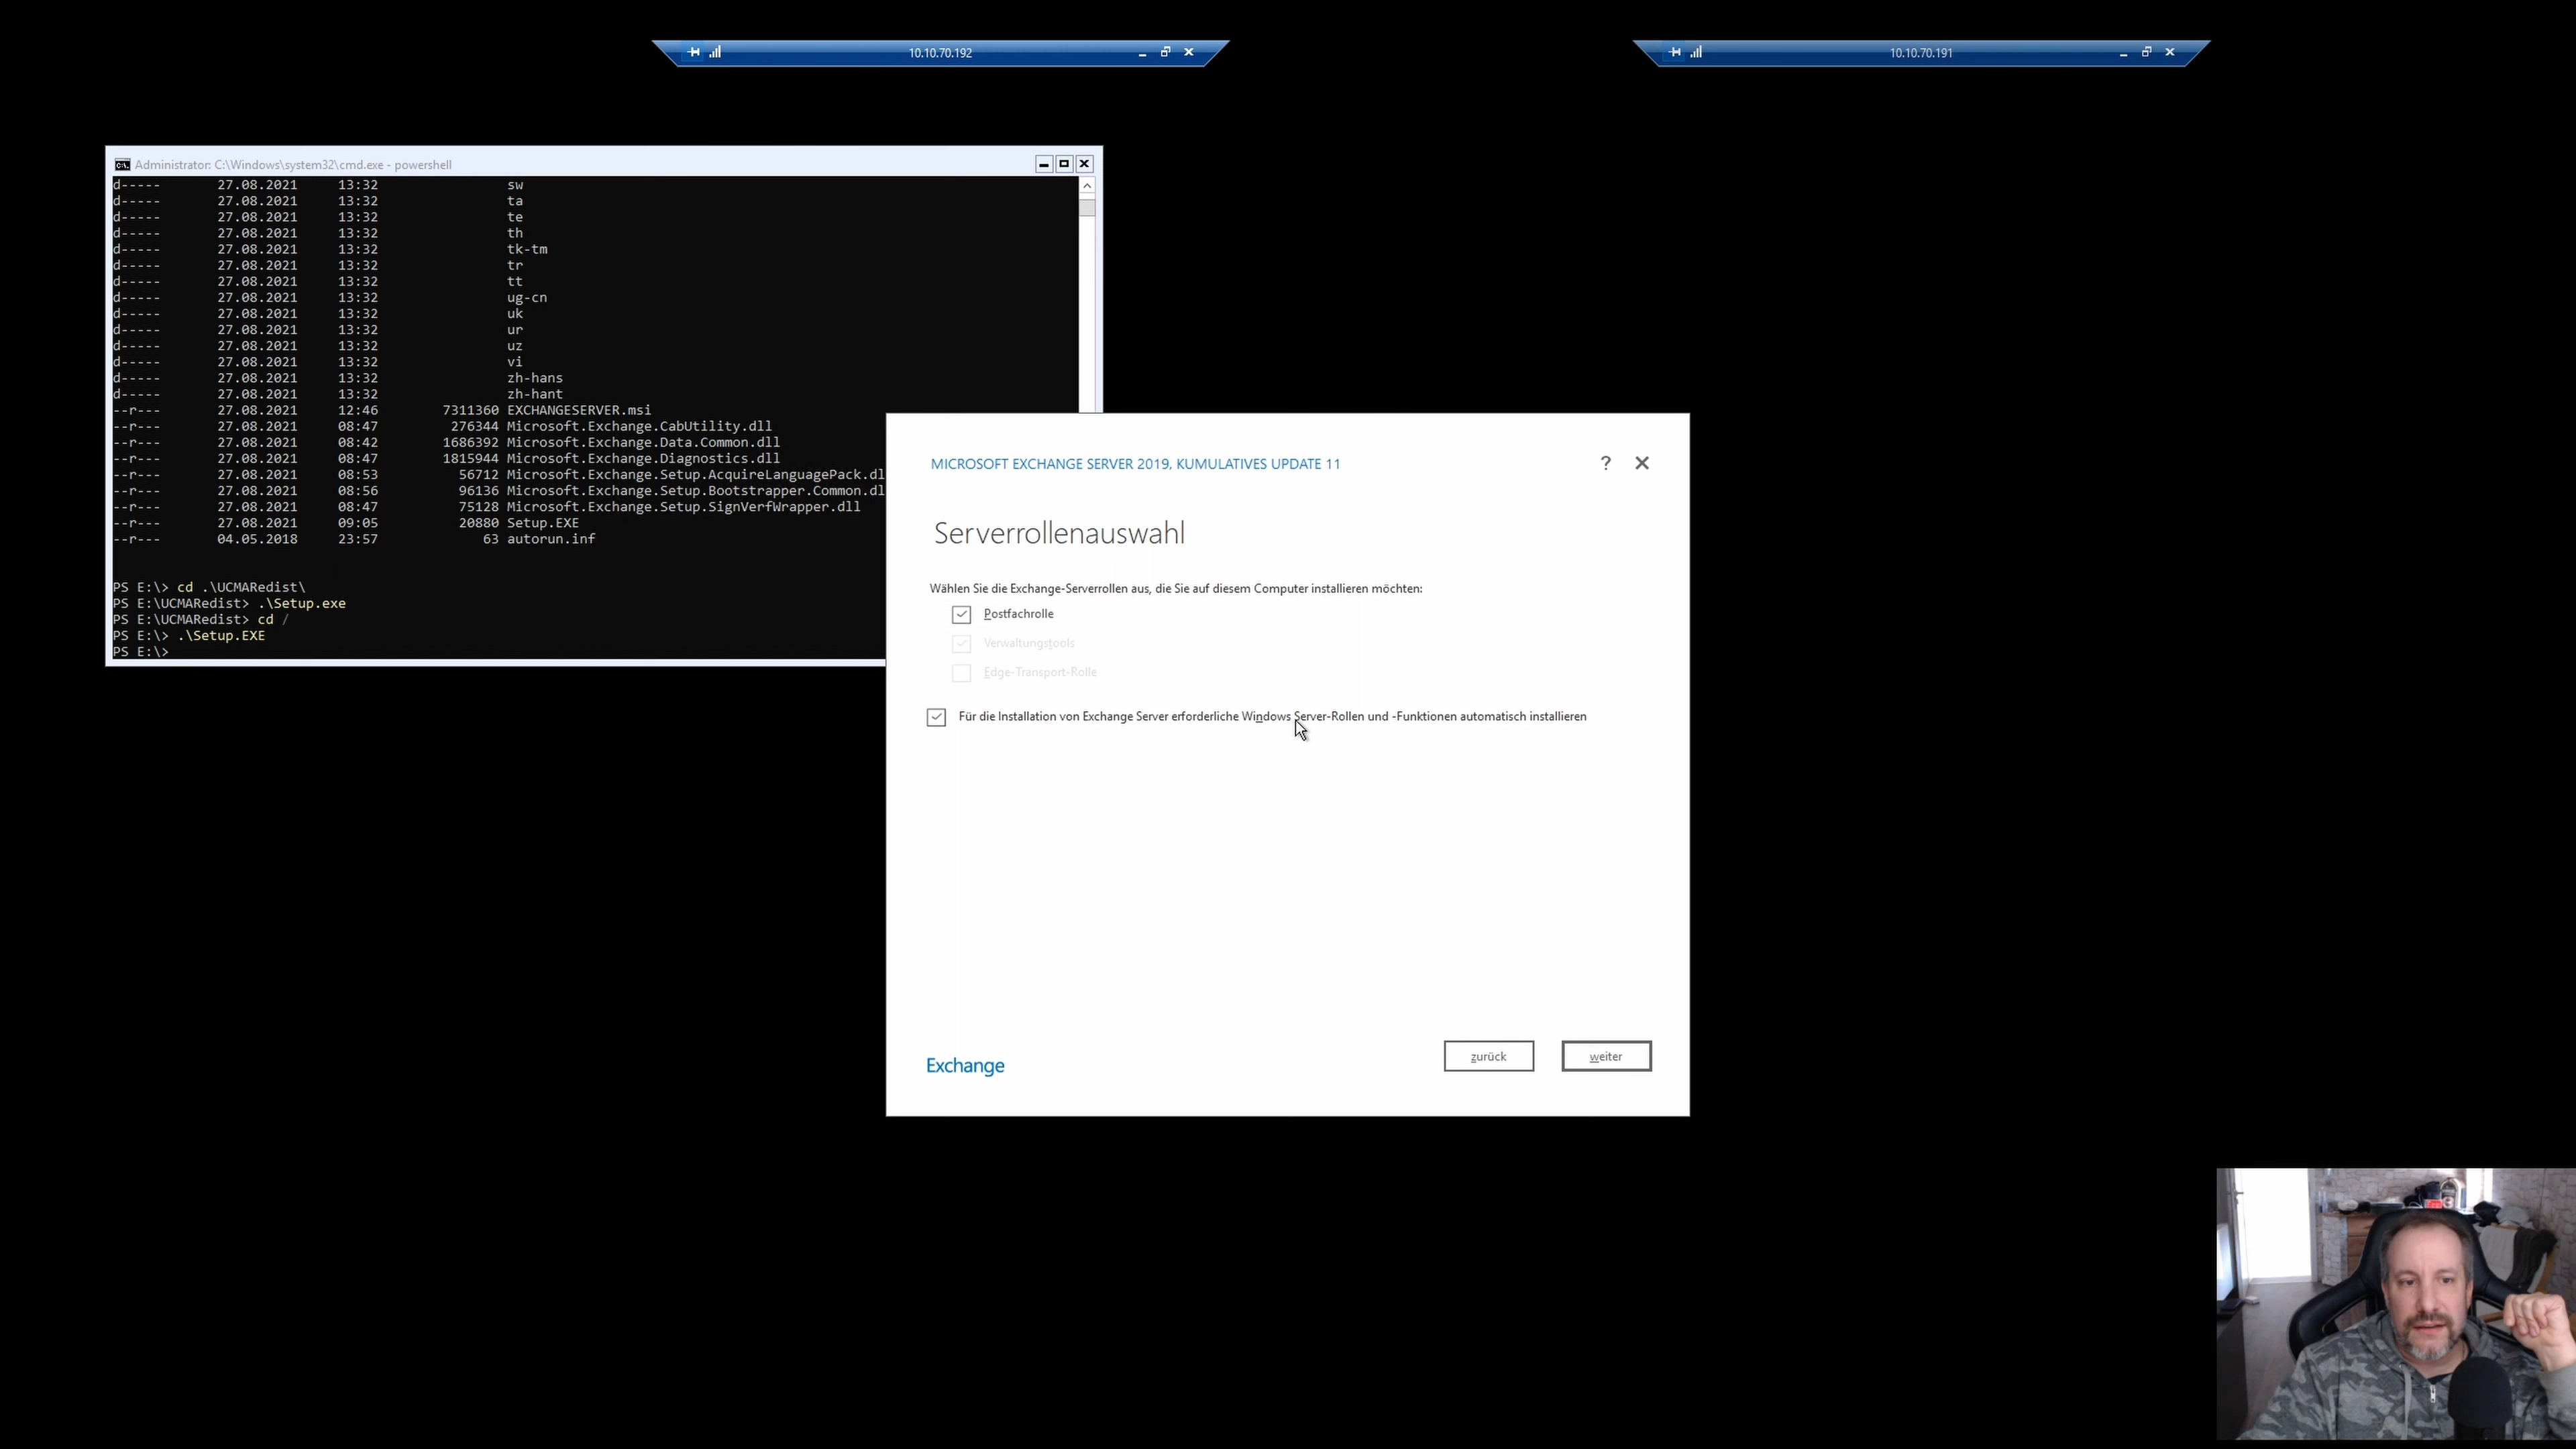 10.10.70.192
10.10.70.191
Administrator: C:\Windows\system32\cmd.exe - powershell
d----- 27.08.2021 13:32 sw
d----- 27.08.2021 13:32 ta
d----- 27.08.2021 13:32 te
d----- 27.08.2021 13:32 th
d----- 27.08.2021 13:32 tk-tm
d----- 27.08.2021 13:32 tr
d----- 27.08.2021 13:32 tt
d----- 27.08.2021 13:32 ug-cn
d----- 27.08.2021 13:32 uk
d----- 27.08.2021 13:32 ur
d----- 27.08.2021 13:32 uz
d----- 27.08.2021 13:32 vi
d----- 27.08.2021 13:32 zh-hans
d----- 27.08.2021 13:32 zh-hant
--r--- 27.08.2021 12:46 7311360 EXCHANGESERVER.msi
--r--- 27.08.2021 08:47 276344 Microsoft.Exchange.CabUtility.dll
--r--- 27.08.2021 08:42 1686392 Microsoft.Exchange.Data.Common.dll
--r--- 27.08.2021 08:47 1815944 Microsoft.Exchange.Diagnostics.dll
--r--- 27.08.2021 08:53 56712 Microsoft.Exchange.Setup.AcquireLanguagePack.dl
--r--- 27.08.2021 08:56 96136 Microsoft.Exchange.Setup.Bootstrapper.Common.dl
--r--- 27.08.2021 08:47 75128 Microsoft.Exchange.Setup.SignVerfWrapper.dll
--r--- 27.08.2021 09:05 20880 Setup.EXE
--r--- 04.05.2018 23:57 63 autorun.inf
PS E:\> cd .\UCMARedist\
PS E:\UCMARedist> .\Setup.exe
PS E:\UCMARedist> cd /
PS E:\> .\Setup.EXE
PS E:\>
MICROSOFT EXCHANGE SERVER 2019, KUMULATIVES UPDATE 11
? ✕
Serverrollenauswahl
Wählen Sie die Exchange-Serverrollen aus, die Sie auf diesem Computer installieren möchten:
Postfachrolle
Verwaltungstools
Edge-Transport-Rolle
Für die Installation von Exchange Server erforderliche Windows Server-Rollen und -Funktionen automatisch installieren
Exchange
zurück
weiter